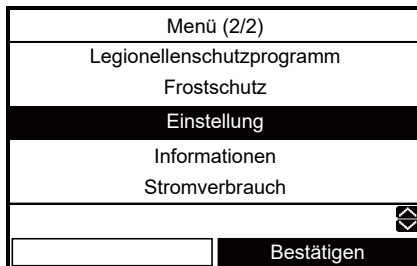 Menü (2/2)
Legionellenschutzprogramm
Frostschutz
Einstellung
Informationen
Stromverbrauch
Bestätigen